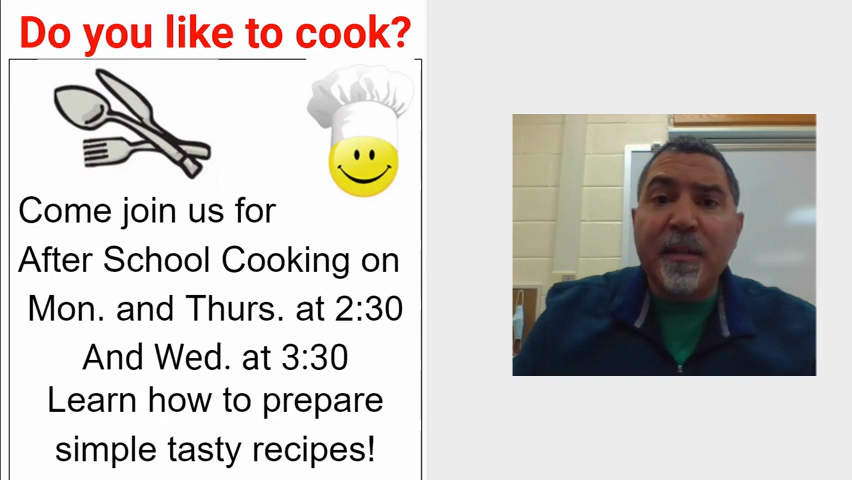 Do you like to cook?
Come join us for
After School Cooking on
Mon. and Thurs. at 2:30
And Wed. at 3:30
Learn how to prepare
simple tasty recipes!